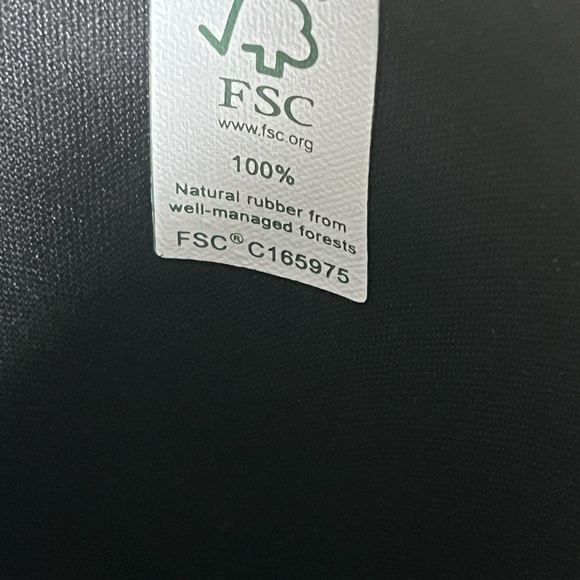 FSC
www.fsc.org
100%
Natural rubber from
well-managed forests
FSC® C165975